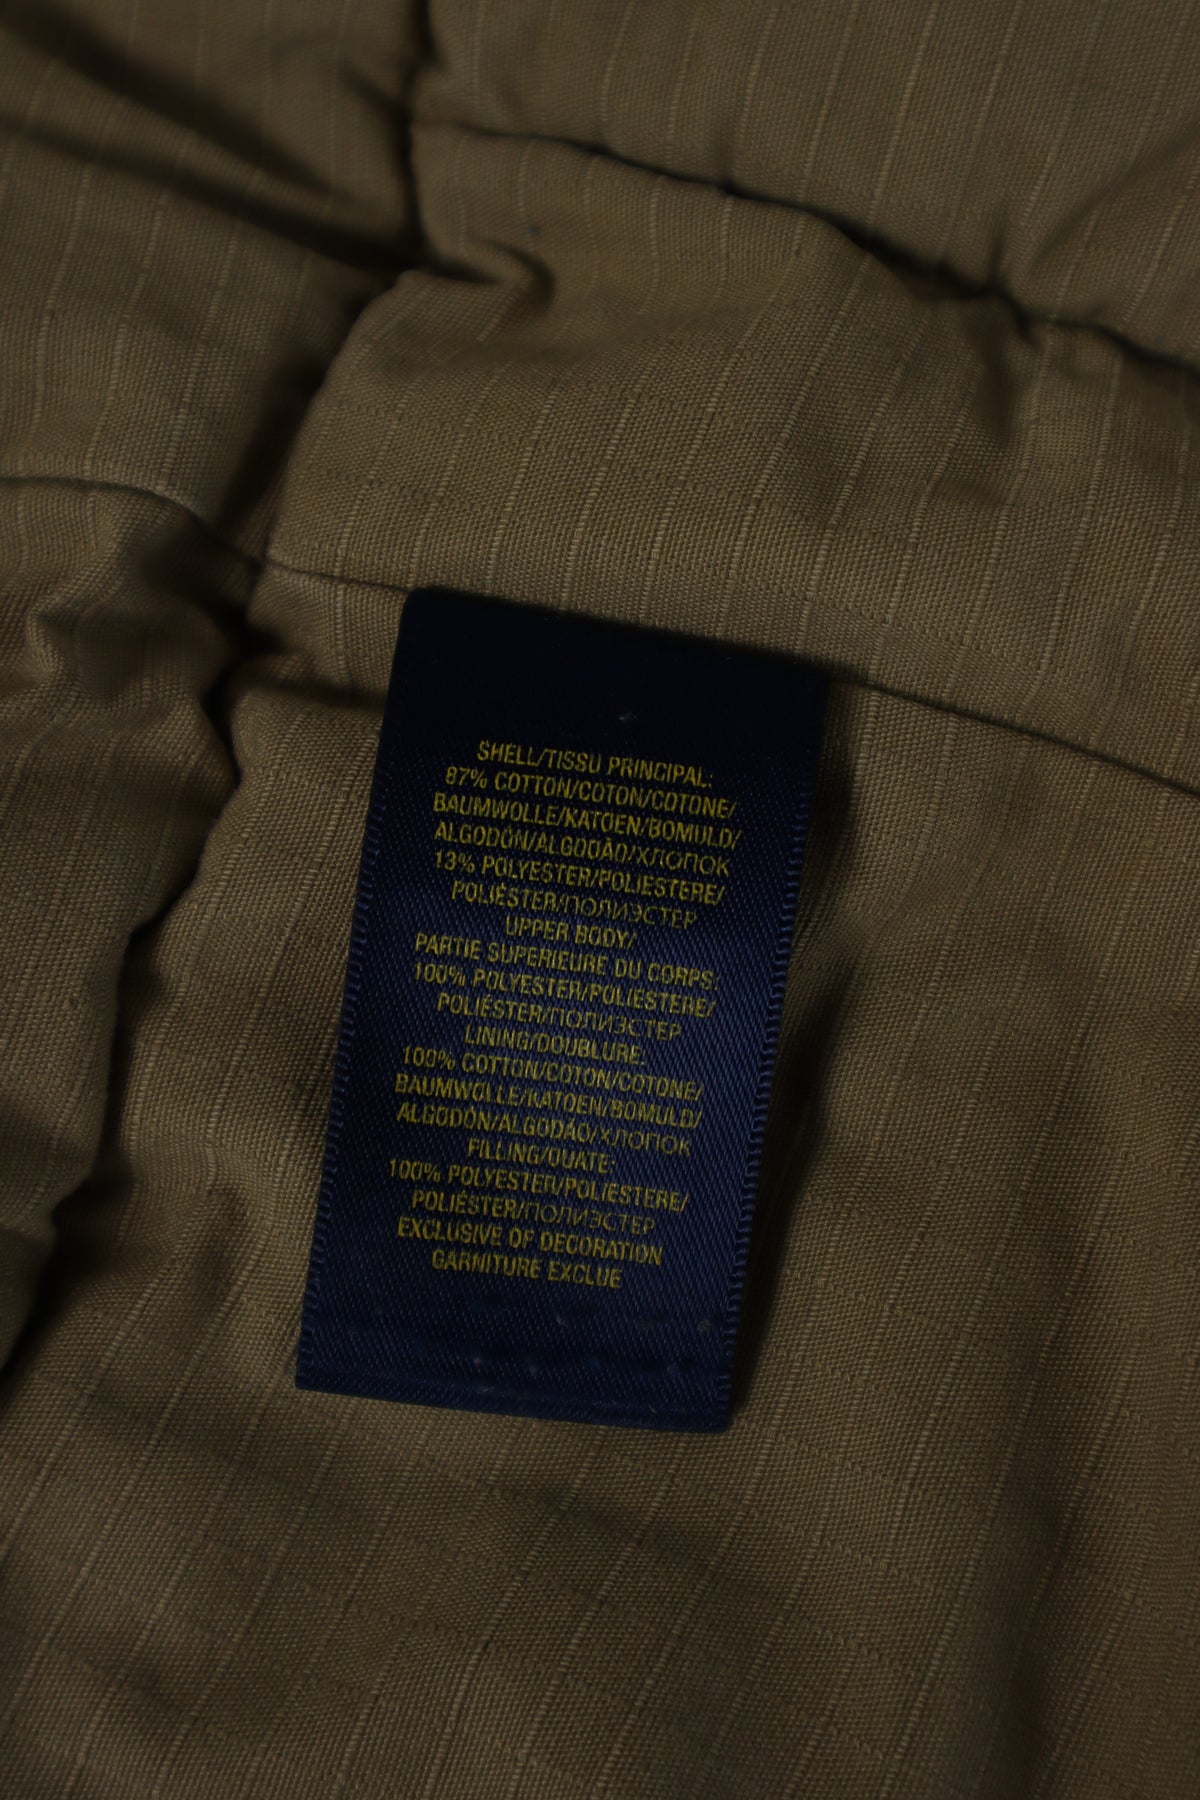 SHELL/TISSU PRINCIPAL:
87% COTTON/COTON/COTONE/
BAUMWOLLE/KATOEN/BOMULD/
ALGODÓN/ALGODÃO/ХЛОПОК
13% POLYESTER/POLIESTERE/
POLIÉSTER/ПОЛИЭСТЕР
UPPER BODY/
PARTIE SUPERIEURE DU CORPS:
100% POLYESTER/POLIESTERE/
POLIÉSTER/ПОЛИЭСТЕР
LINING/DOUBLURE:
100% COTTON/COTON/COTONE/
BAUMWOLLE/KATOEN/BOMULD/
ALGODÓN/ALGODÃO/ХЛОПОК
FILLING/OUATE:
100% POLYESTER/POLIESTERE/
POLIÉSTER/ПОЛИЭСТЕР
EXCLUSIVE OF DECORATION
GARNITURE EXCLUE